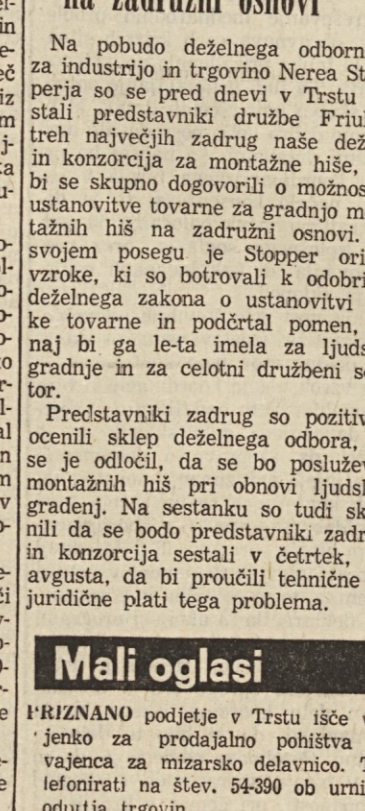 na zadružni osnovi
Na pobudo deželnega odborn
za industrijo in trgovino Nerea St
perja so se pred dnevi v Trstu
stali predstavniki družbe Friul
treh največjih zadrug naše dež
in konzorcija za montažne hiše,
bi se skupno dogovorili o možnos
ustanovitve tovarne za gradnjo m
tažnih hiš na zadružni osnovi.
svojem posegu je Stopper ori
vzroke, ki so botrovali k odobri
deželnega zakona o ustanovitvi
ke tovarne in podčrtal pomen,
naj bi ga le-ta imela za ljuds
gradnje in za celotni družbeni s
tor.
Predstavniki zadrug so pozitiv
ocenili sklep deželnega odbora,
se je odločil, da se bo posluže
montažnih hiš pri obnovi ljuds
gradenj. Na sestanku so tudi sk
nili da se bodo predstavniki zadr
in konzorcija sestali v četrtek,
avgusta, da bi proučili tehnične
juridične plati tega problema.
Mali oglasi
PRIZNANO podjetje v Trstu išče
jenko za prodajalno pohištva
vajenca za mizarsko delavnico. T
lefonirati na štev. 54-390 ob urni
odprtja trgovin